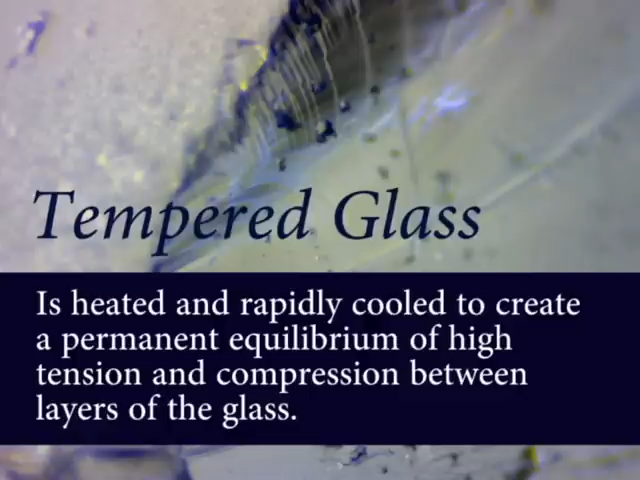 Tempered Glass
Is heated and rapidly cooled to create
a permanent equilibrium of high
tension and compression between
layers of the glass.